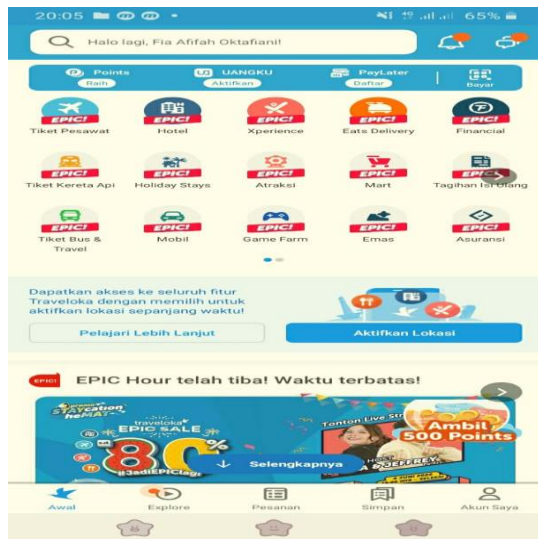 20:05
65%
Halo lagi, Fia Afifah Oktafiani!
Points
Raih
UANGKU
Aktifkan
PayLater
Daftar
Bayar
EPIC!
EPIC!
EPIC!
EPIC!
EPIC!
Tiket Pesawat
Hotel
Xperience
Eats Delivery
Financial
EPIC!
EPIC!
EPIC!
EPIC!
EPIC!
Tiket Kereta Api
Holiday Stays
Atraksi
Mart
Tagihan Isi Ulang
EPIC!
EPIC!
EPIC!
EPIC!
EPIC!
Tiket Bus &
Travel
Mobil
Game Farm
Emas
Asuransi
Dapatkan akses ke seluruh fitur
Traveloka dengan memilih untuk
aktifkan lokasi sepanjang waktu!
Pelajari Lebih Lanjut
Aktifkan Lokasi
EPIC!
EPIC Hour telah tiba! Waktu terbatas!
STAYcation
heMAT
traveloka
EPIC SALE
80%
#JadiEPIClagi
Tonton Live Str
& JEFFREY
Ambil
500 Points
Selengkapnya
Awal
Explore
Pesanan
Simpan
Akun Saya